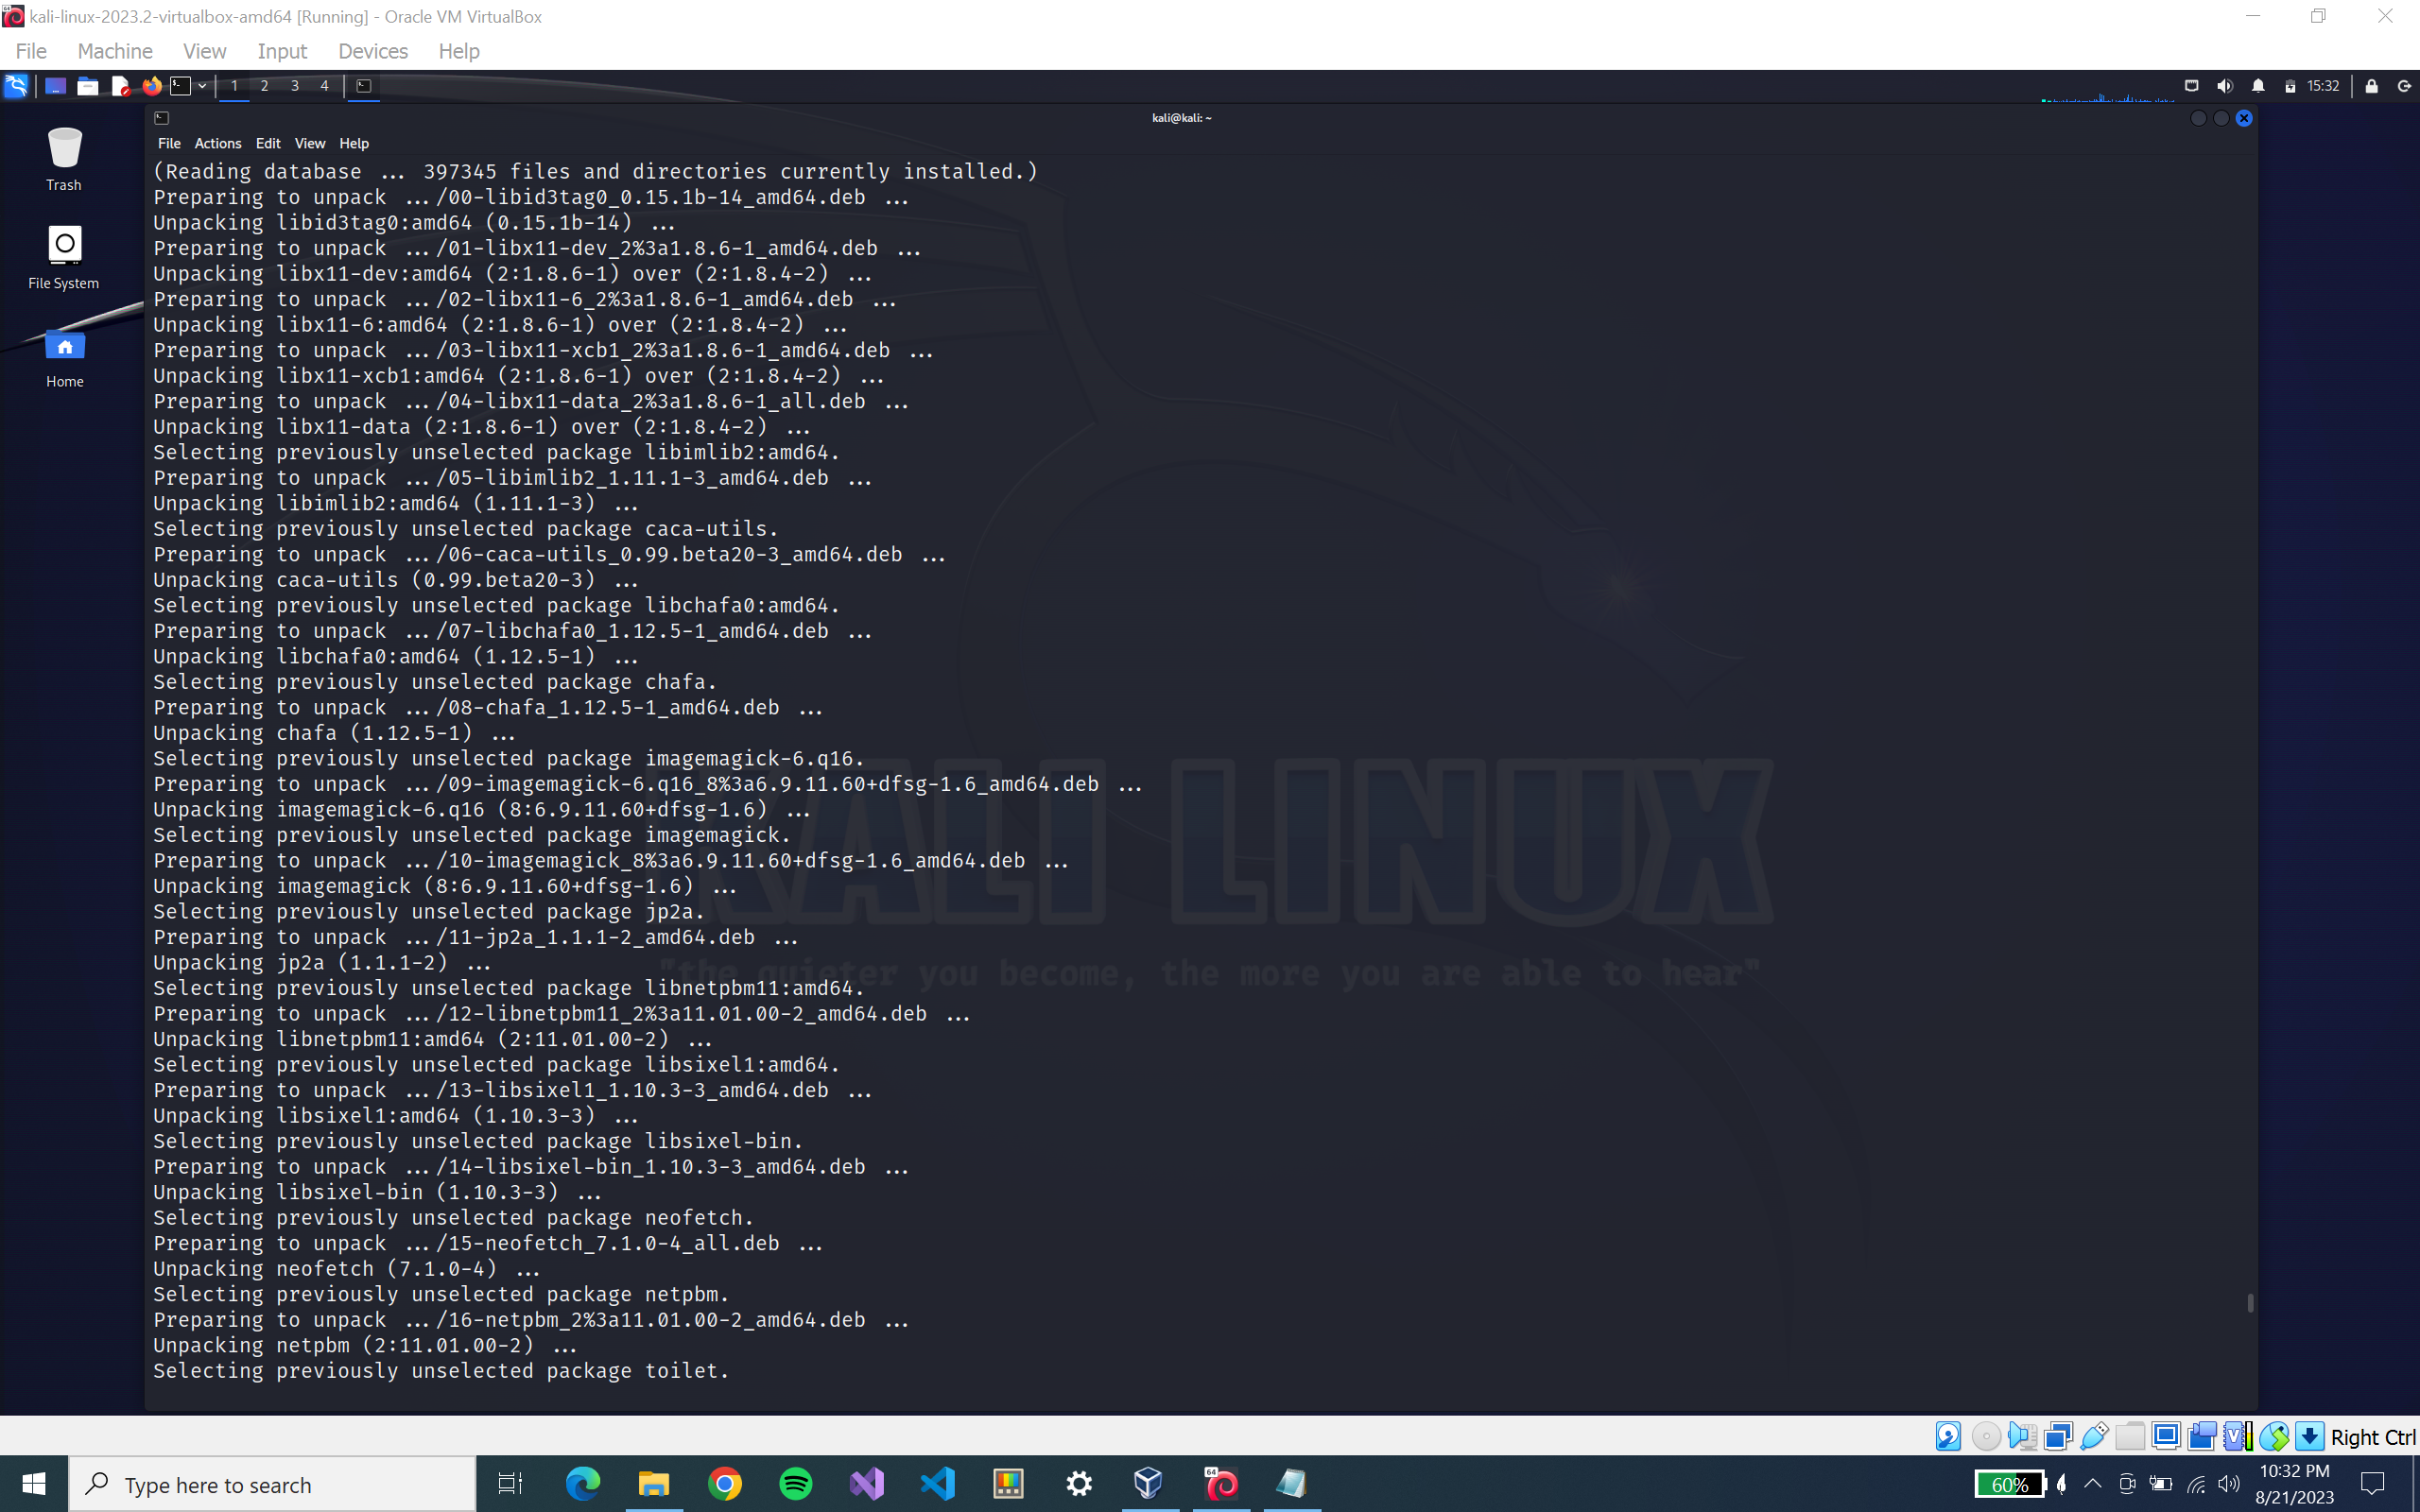 kali-linux-2023.2-virtualbox-amd64 [Running] - Oracle VM VirtualBox
File Machine View Input Devices Help
1 2 3 4
15:32
kali@kali: ~
File Actions Edit View Help
Trash
File System
Home
(Reading database ... 397345 files and directories currently installed.)
Preparing to unpack .../00-libid3tag0_0.15.1b-14_amd64.deb ...
Unpacking libid3tag0:amd64 (0.15.1b-14) ...
Preparing to unpack .../01-libx11-dev_2%3a1.8.6-1_amd64.deb ...
Unpacking libx11-dev:amd64 (2:1.8.6-1) over (2:1.8.4-2) ...
Preparing to unpack .../02-libx11-6_2%3a1.8.6-1_amd64.deb ...
Unpacking libx11-6:amd64 (2:1.8.6-1) over (2:1.8.4-2) ...
Preparing to unpack .../03-libx11-xcb1_2%3a1.8.6-1_amd64.deb ...
Unpacking libx11-xcb1:amd64 (2:1.8.6-1) over (2:1.8.4-2) ...
Preparing to unpack .../04-libx11-data_2%3a1.8.6-1_all.deb ...
Unpacking libx11-data (2:1.8.6-1) over (2:1.8.4-2) ...
Selecting previously unselected package libimlib2:amd64.
Preparing to unpack .../05-libimlib2_1.11.1-3_amd64.deb ...
Unpacking libimlib2:amd64 (1.11.1-3) ...
Selecting previously unselected package caca-utils.
Preparing to unpack .../06-caca-utils_0.99.beta20-3_amd64.deb ...
Unpacking caca-utils (0.99.beta20-3) ...
Selecting previously unselected package libchafa0:amd64.
Preparing to unpack .../07-libchafa0_1.12.5-1_amd64.deb ...
Unpacking libchafa0:amd64 (1.12.5-1) ...
Selecting previously unselected package chafa.
Preparing to unpack .../08-chafa_1.12.5-1_amd64.deb ...
Unpacking chafa (1.12.5-1) ...
Selecting previously unselected package imagemagick-6.q16.
Preparing to unpack .../09-imagemagick-6.q16_8%3a6.9.11.60+dfsg-1.6_amd64.deb ...
Unpacking imagemagick-6.q16 (8:6.9.11.60+dfsg-1.6) ...
Selecting previously unselected package imagemagick.
Preparing to unpack .../10-imagemagick_8%3a6.9.11.60+dfsg-1.6_amd64.deb ...
Unpacking imagemagick (8:6.9.11.60+dfsg-1.6) ...
Selecting previously unselected package jp2a.
Preparing to unpack .../11-jp2a_1.1.1-2_amd64.deb ...
Unpacking jp2a (1.1.1-2) ...
Selecting previously unselected package libnetpbm11:amd64.
Preparing to unpack .../12-libnetpbm11_2%3a11.01.00-2_amd64.deb ...
Unpacking libnetpbm11:amd64 (2:11.01.00-2) ...
Selecting previously unselected package libsixel1:amd64.
Preparing to unpack .../13-libsixel1_1.10.3-3_amd64.deb ...
Unpacking libsixel1:amd64 (1.10.3-3) ...
Selecting previously unselected package libsixel-bin.
Preparing to unpack .../14-libsixel-bin_1.10.3-3_amd64.deb ...
Unpacking libsixel-bin (1.10.3-3) ...
Selecting previously unselected package neofetch.
Preparing to unpack .../15-neofetch_7.1.0-4_all.deb ...
Unpacking neofetch (7.1.0-4) ...
Selecting previously unselected package netpbm.
Preparing to unpack .../16-netpbm_2%3a11.01.00-2_amd64.deb ...
Unpacking netpbm (2:11.01.00-2) ...
Selecting previously unselected package toilet.
KALI LINUX
"the quieter you become, the more you are able to hear"
Right Ctrl
Type here to search
64
60%
10:32 PM
8/21/2023